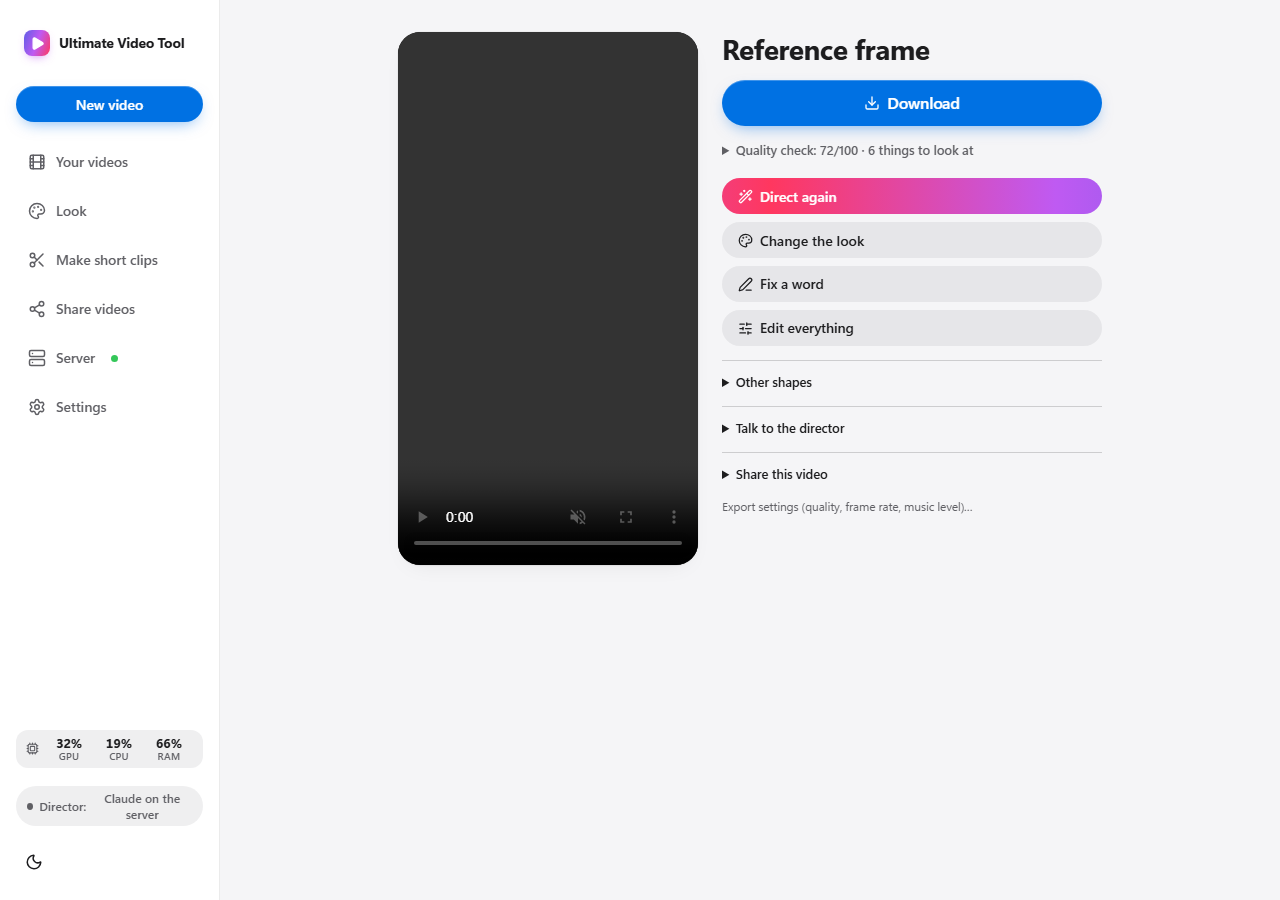 Ultimate Video Tool
New video
Your videos
Look
Make short clips
Share videos
Server
Settings
32% 19% 66%
GPU CPU RAM
Director: Claude on the
server
0:00
Reference frame
Download
Quality check: 72/100 · 6 things to look at
Direct again
Change the look
Fix a word
Edit everything
Other shapes
Talk to the director
Share this video
Export settings (quality, frame rate, music level)...